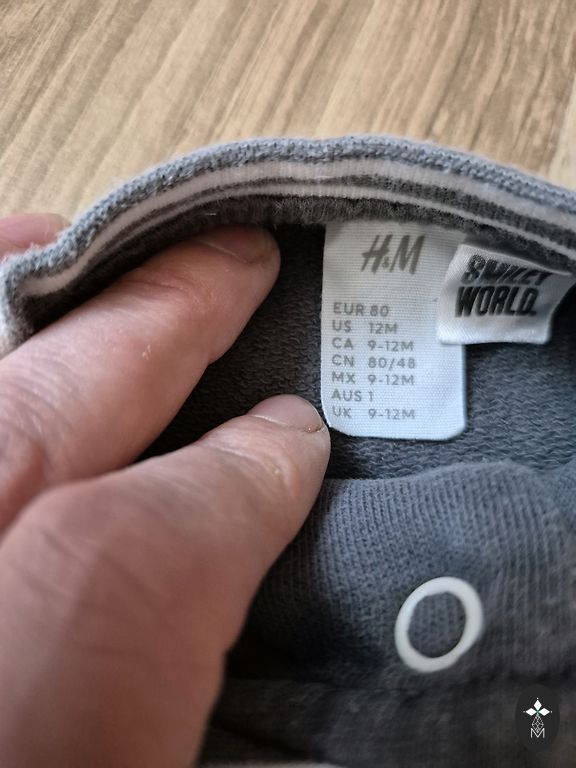 H&M
EUR 80
US 12M
CA 9-12M
CN 80/48
MX 9-12M
AUS 1
UK 9-12M
SMILEY
WORLD.
M